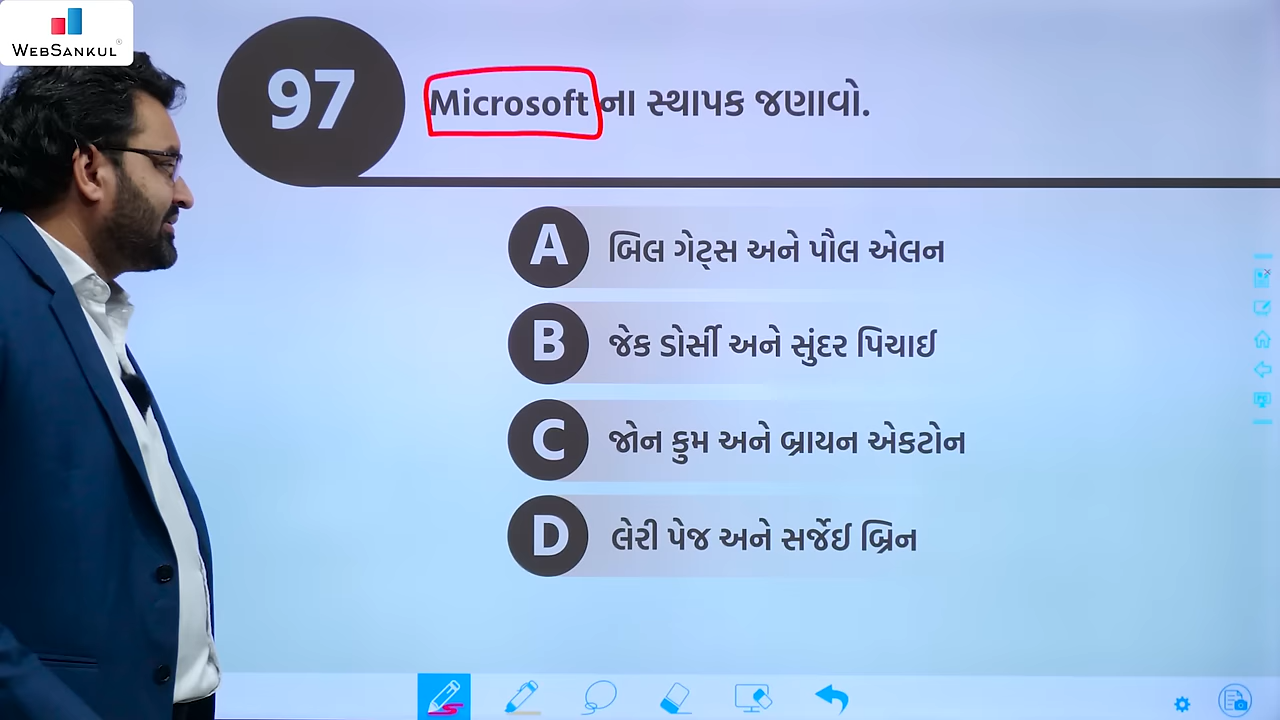 WEBSANKUL
97
Microsoft ના સ્થાપક જણાવો.
A બિલ ગેટ્સ અને પૌલ એલન
B જેક ડોર્સી અને સુંદર પિચાઈ
C જોન કુમ અને બ્રાયન એકટોન
D લેરી પેજ અને સર્જેઈ બ્રિન